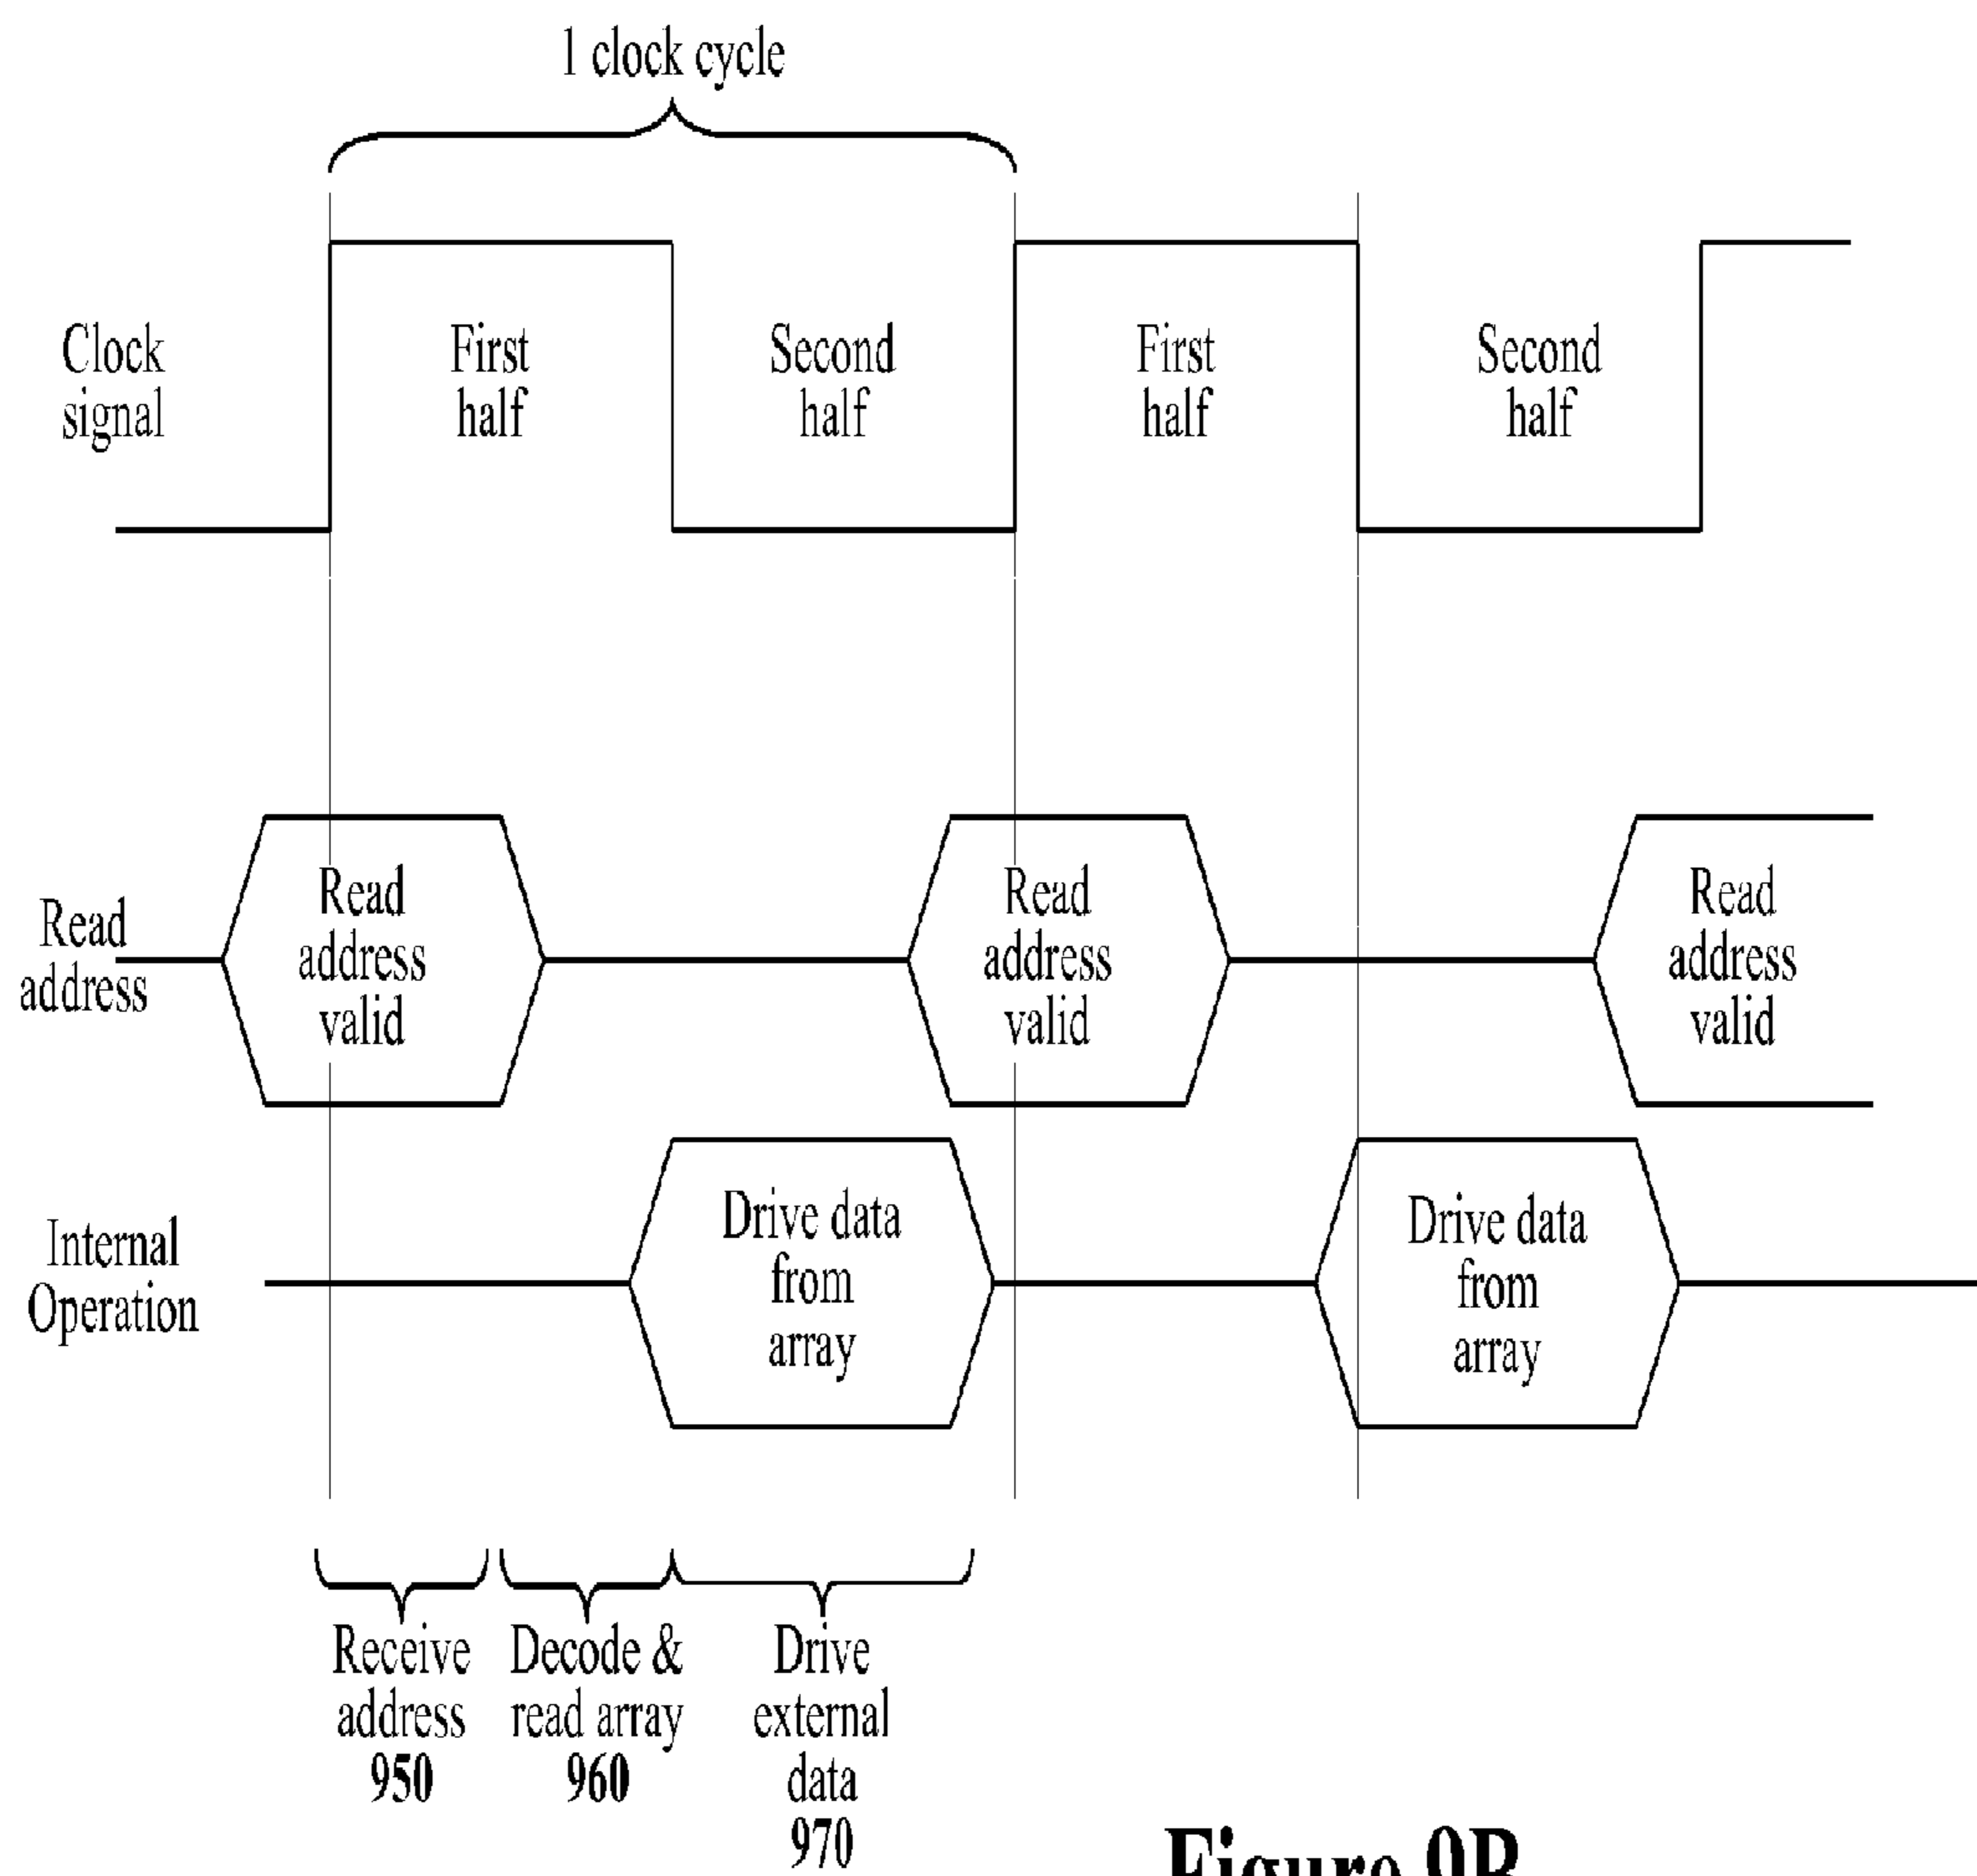 1 clock cycle
Clock
signal
First
half
Second
half
First
half
Second
half
Read
address
Read
address
valid
Read
address
valid
Read
address
valid
Internal
Operation
Drive data
from
array
Drive data
from
array
Receive
address
950
Decode &
read array
960
Drive
external
data
970
Figure 9B